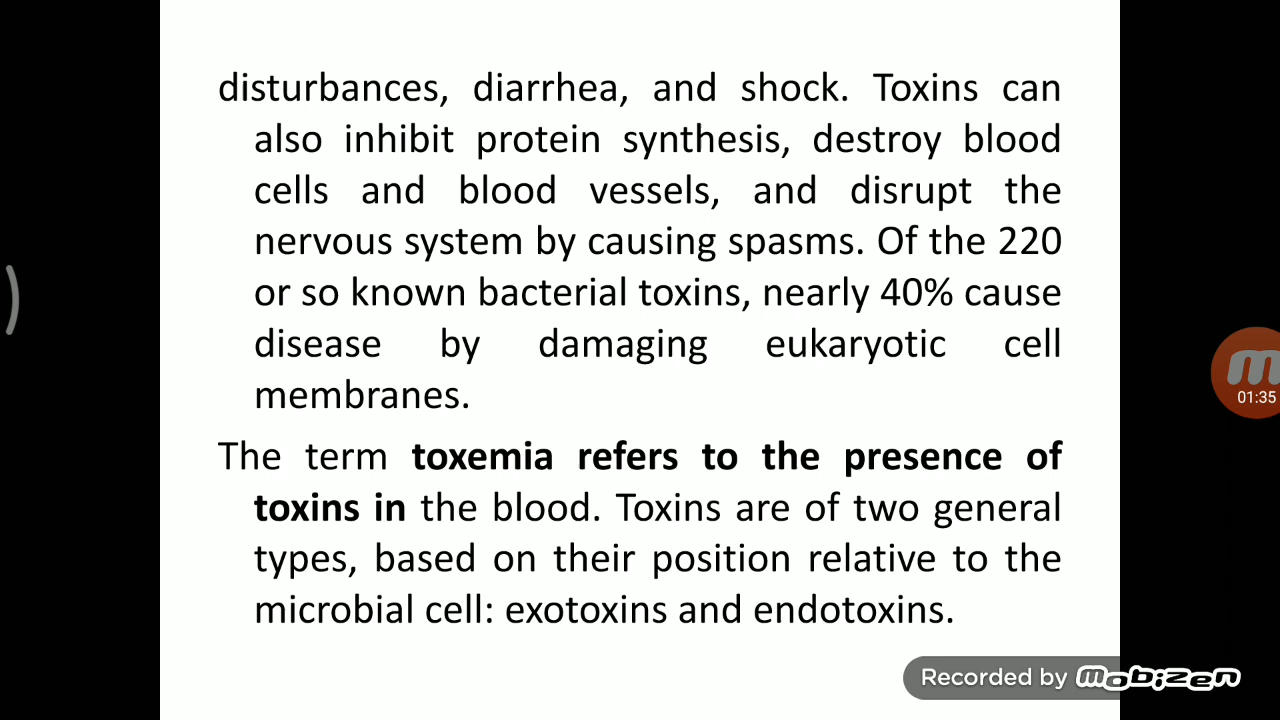 disturbances, diarrhea, and shock. Toxins can
also inhibit protein synthesis, destroy blood
cells and blood vessels, and disrupt the
nervous system by causing spasms. Of the 220
or so known bacterial toxins, nearly 40% cause
disease by damaging eukaryotic cell
membranes.
The term toxemia refers to the presence of
toxins in the blood. Toxins are of two general
types, based on their position relative to the
microbial cell: exotoxins and endotoxins.
01:35
Recorded by mobizen